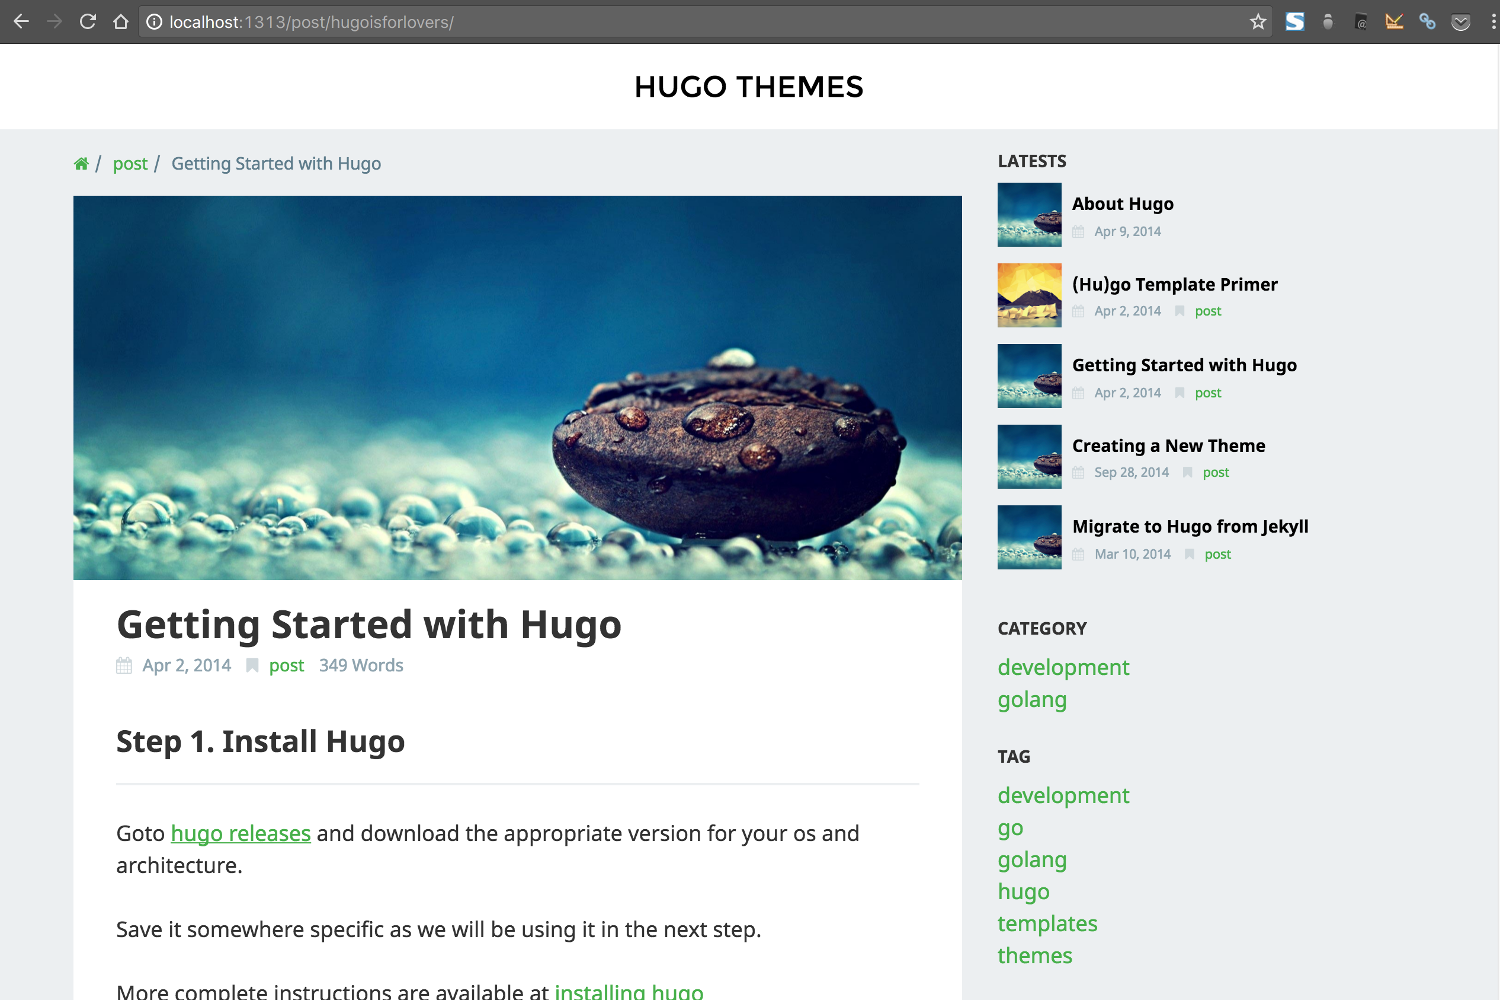 localhost:1313/post/hugoisforlovers/
HUGO THEMES
/ post / Getting Started with Hugo
Getting Started with Hugo
Apr 2, 2014 post 349 Words
Step 1. Install Hugo
Goto hugo releases and download the appropriate version for your os and
architecture.
Save it somewhere specific as we will be using it in the next step.
More complete instructions are available at installing hugo
LATESTS
About Hugo
Apr 9, 2014
(Hu)go Template Primer
Apr 2, 2014 post
Getting Started with Hugo
Apr 2, 2014 post
Creating a New Theme
Sep 28, 2014 post
Migrate to Hugo from Jekyll
Mar 10, 2014 post
CATEGORY
development
golang
TAG
development
go
golang
hugo
templates
themes